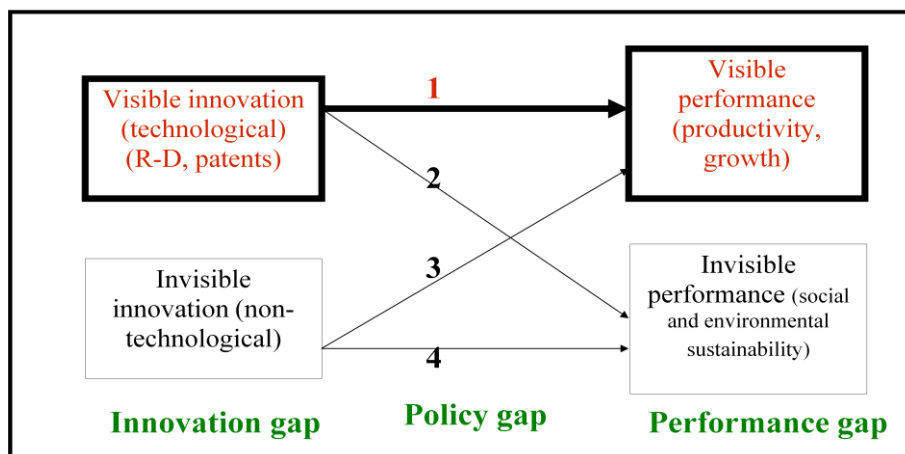 Visible innovation
(technological)
(R-D, patents)
1
Visible
performance
(productivity,
growth)
2
3
Invisible
innovation (non-
technological)
4
Invisible
performance (social
and environmental
sustainability)
Innovation gap
Policy gap
Performance gap